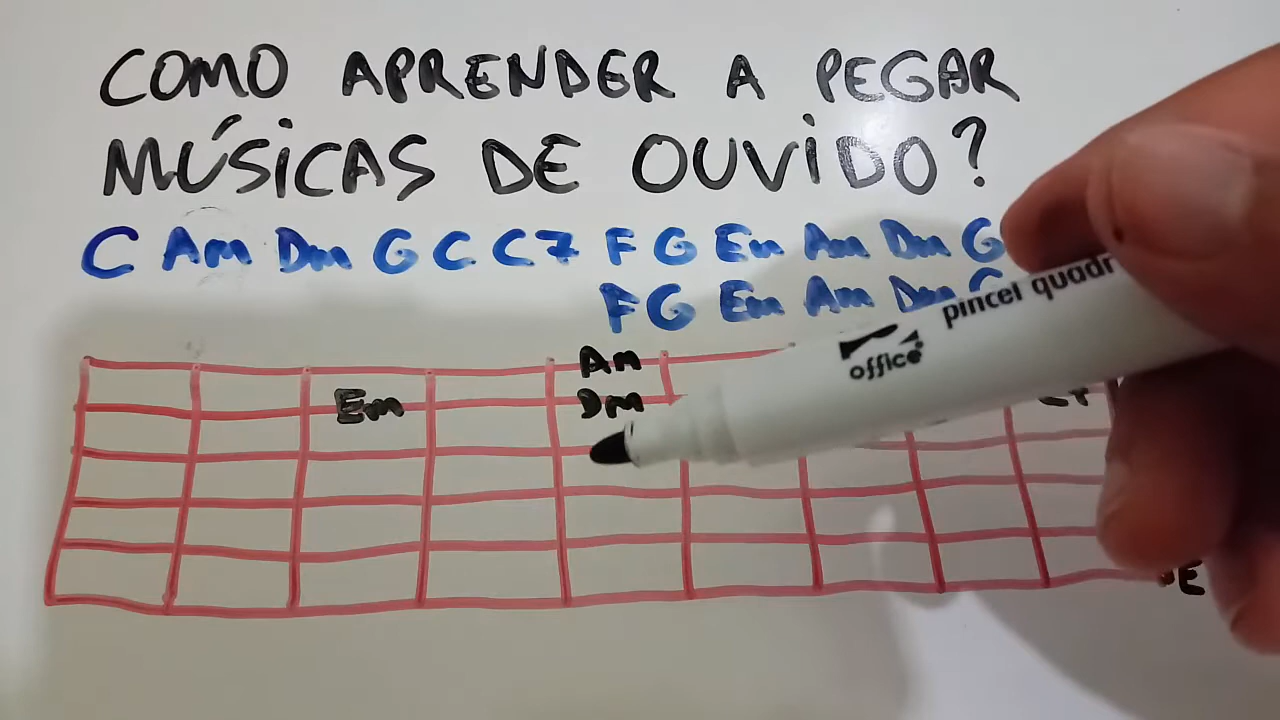 COMO APRENDER A PEGAR
MÚSICAS DE OUVIDO?
C Am Dm G C C7 F G Em Am Dm G
F G Em Am Dm G
Am
Em Dm
office pincel quadr
E